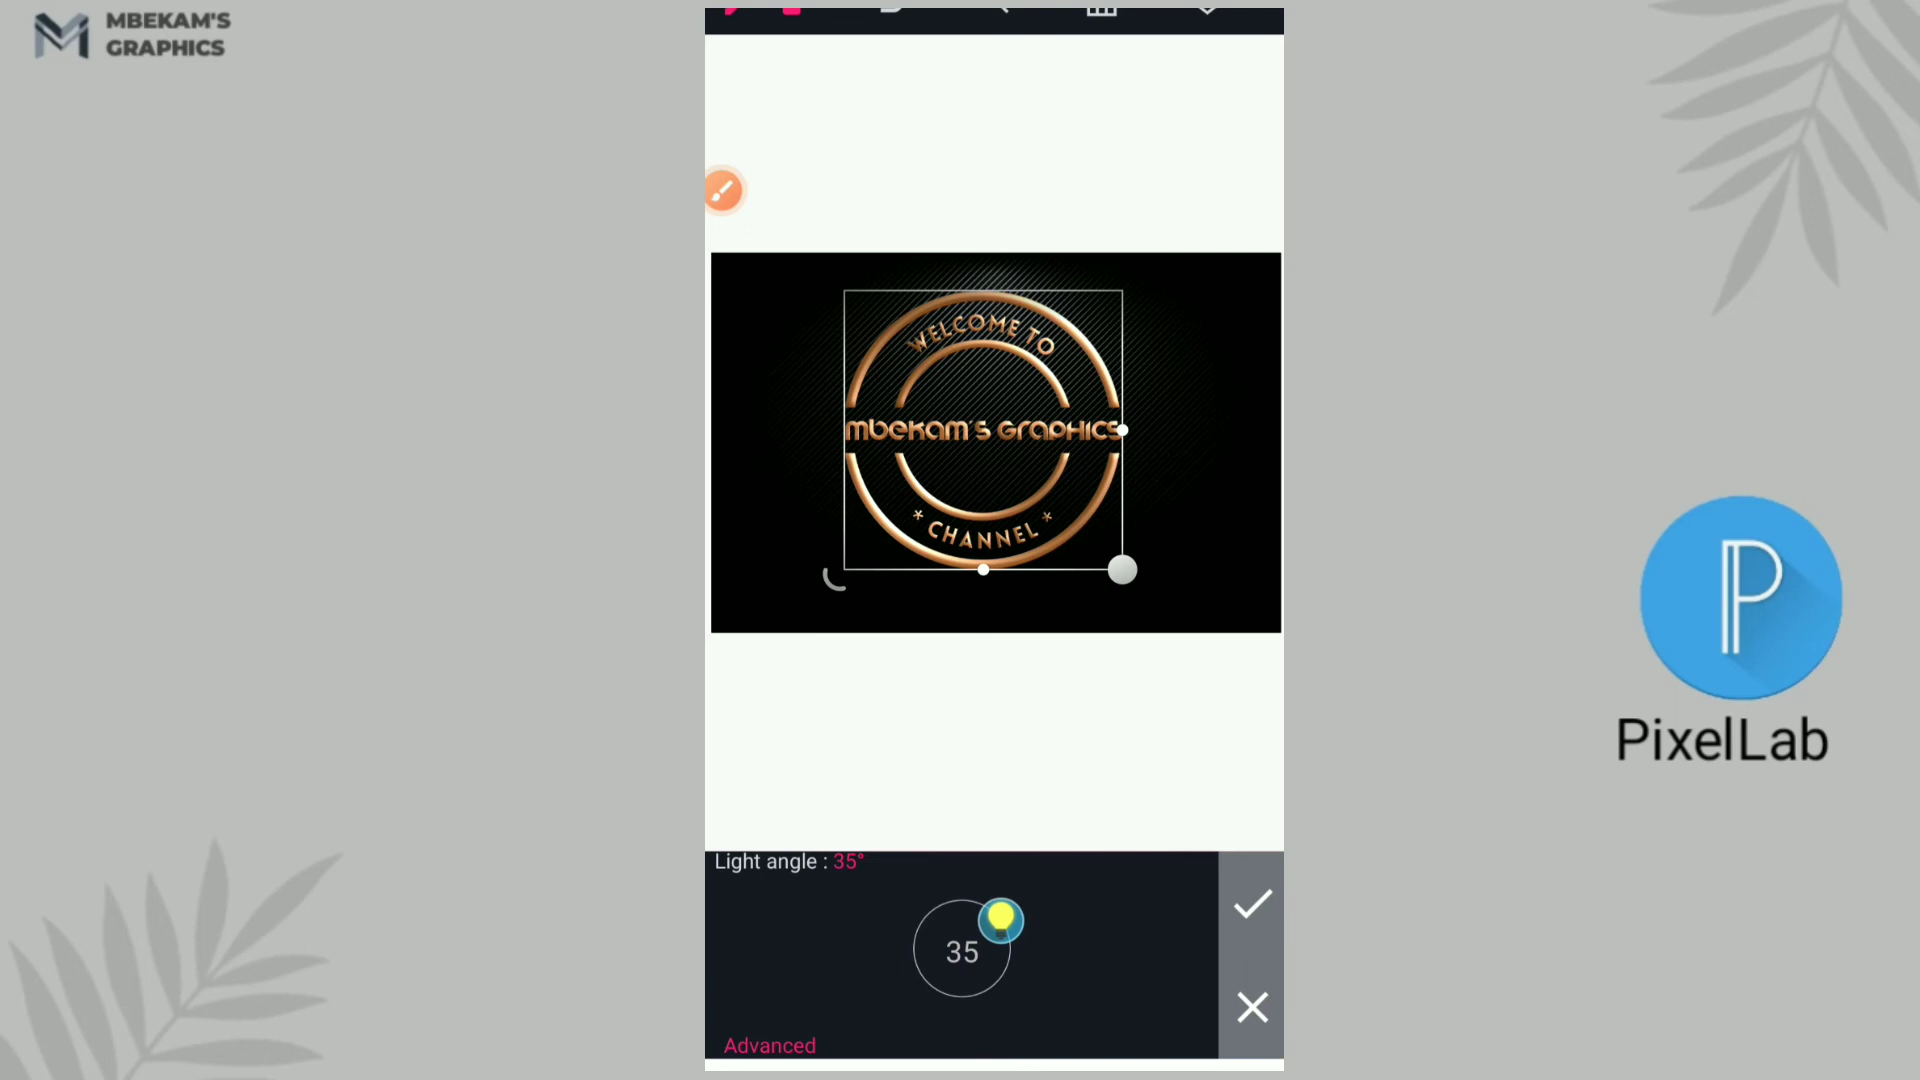 MBEKAM'S
GRAPHICS
WELCOME TO
mbekam's Graphics
* CHANNEL *
P
PixelLab
Light angle : 35°
35
Advanced